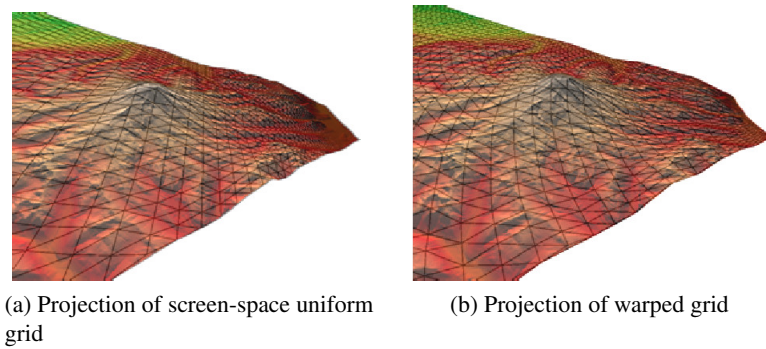 (a) Projection of screen-space uniform
grid
(b) Projection of warped grid